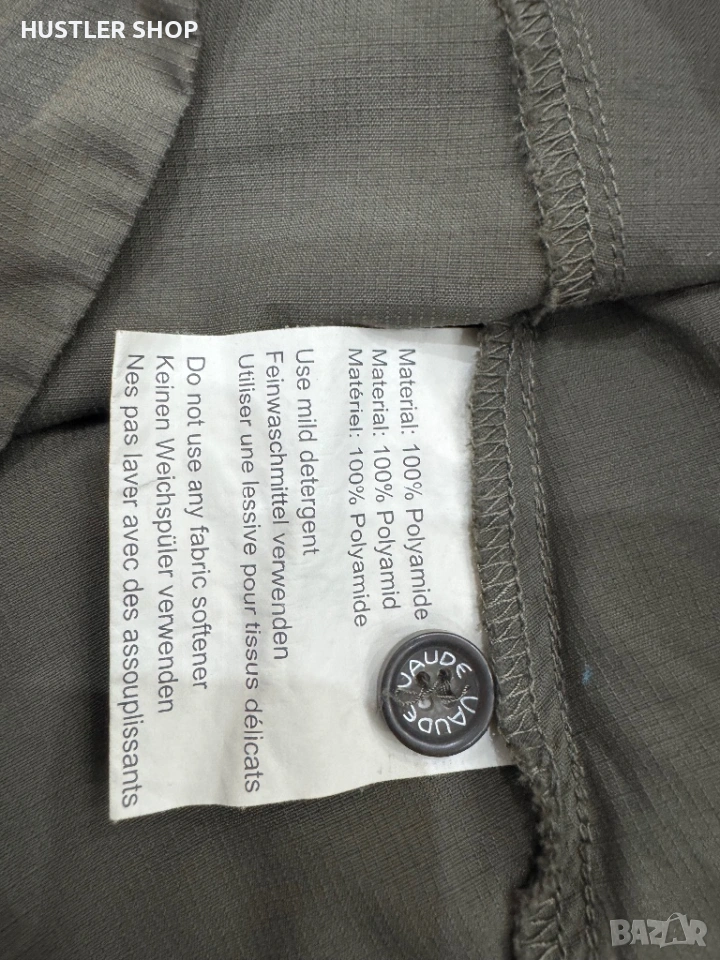 HUSTLER SHOP
Material: 100% Polyamide
Material: 100% Polyamid
Matériel: 100% Polyamide
Use mild detergent
Feinwaschmittel verwenden
Utiliser une lessive pour tissus délicats
Do not use any fabric softener
Keinen Weichspüler verwenden
Nes pas laver avec des assouplissants
VAUDE VAUDE
BAZAR